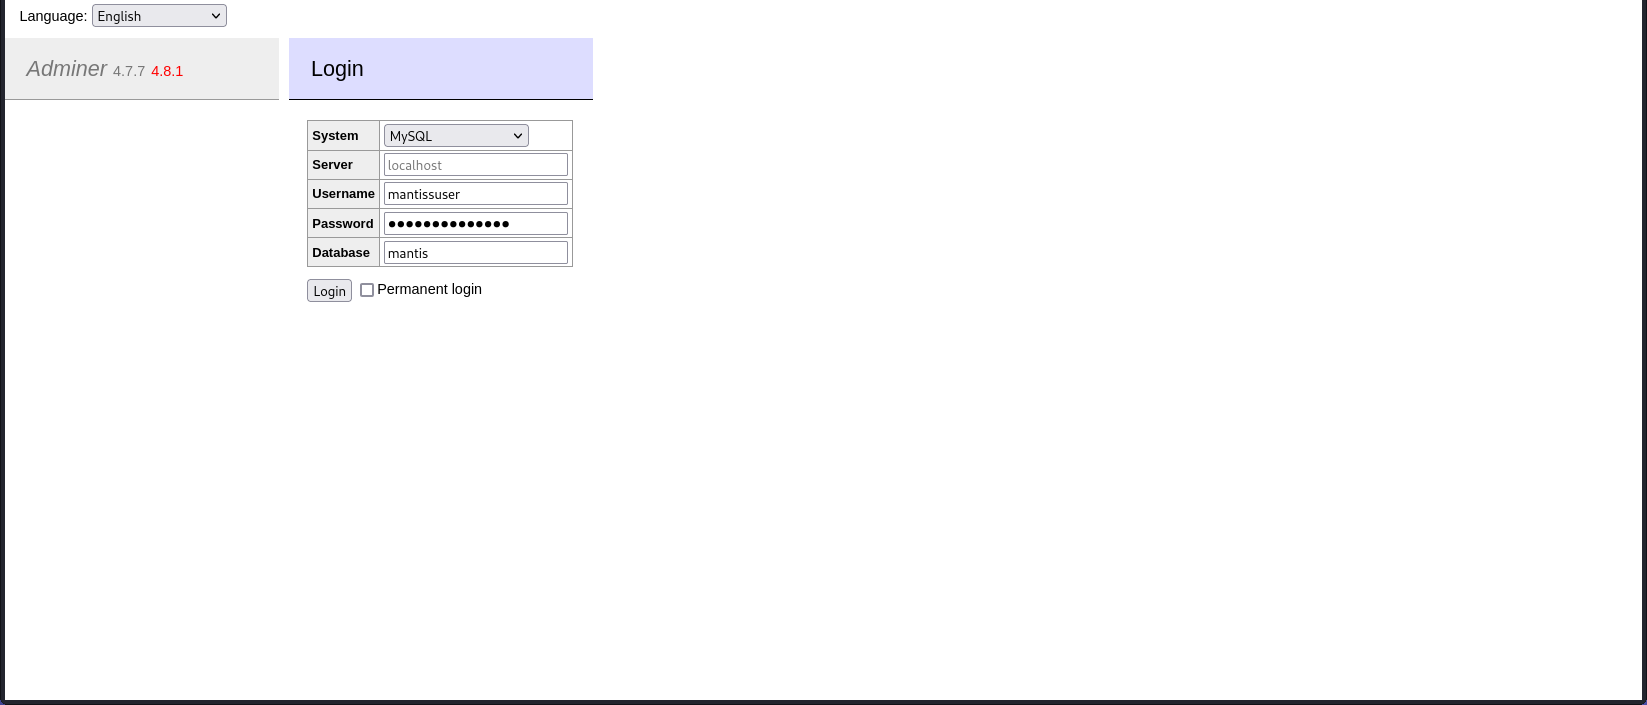 Language: English
Adminer 4.7.7 4.8.1
Login
System MySQL
Server localhost
Username mantissuser
Password ●●●●●●●●●●●●●●
Database mantis
Login Permanent login